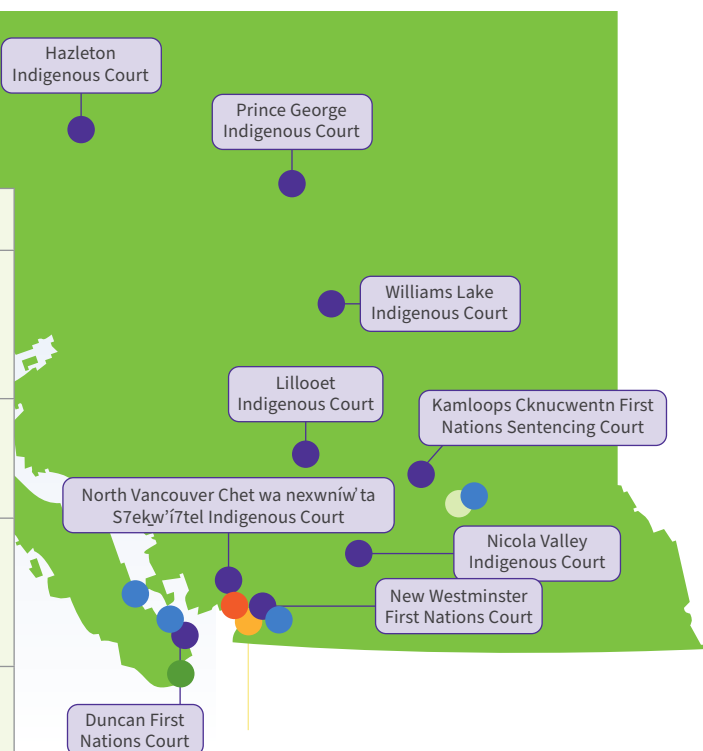 Hazleton
Indigenous Court
Prince George
Indigenous Court
Williams Lake
Indigenous Court
Lillooet
Indigenous Court
Kamloops Cknucwentn First
Nations Sentencing Court
North Vancouver Chet wa nexwníw̓ ta
S7eḵw’í7tel Indigenous Court
Nicola Valley
Indigenous Court
New Westminster
First Nations Court
Duncan First
Nations Court